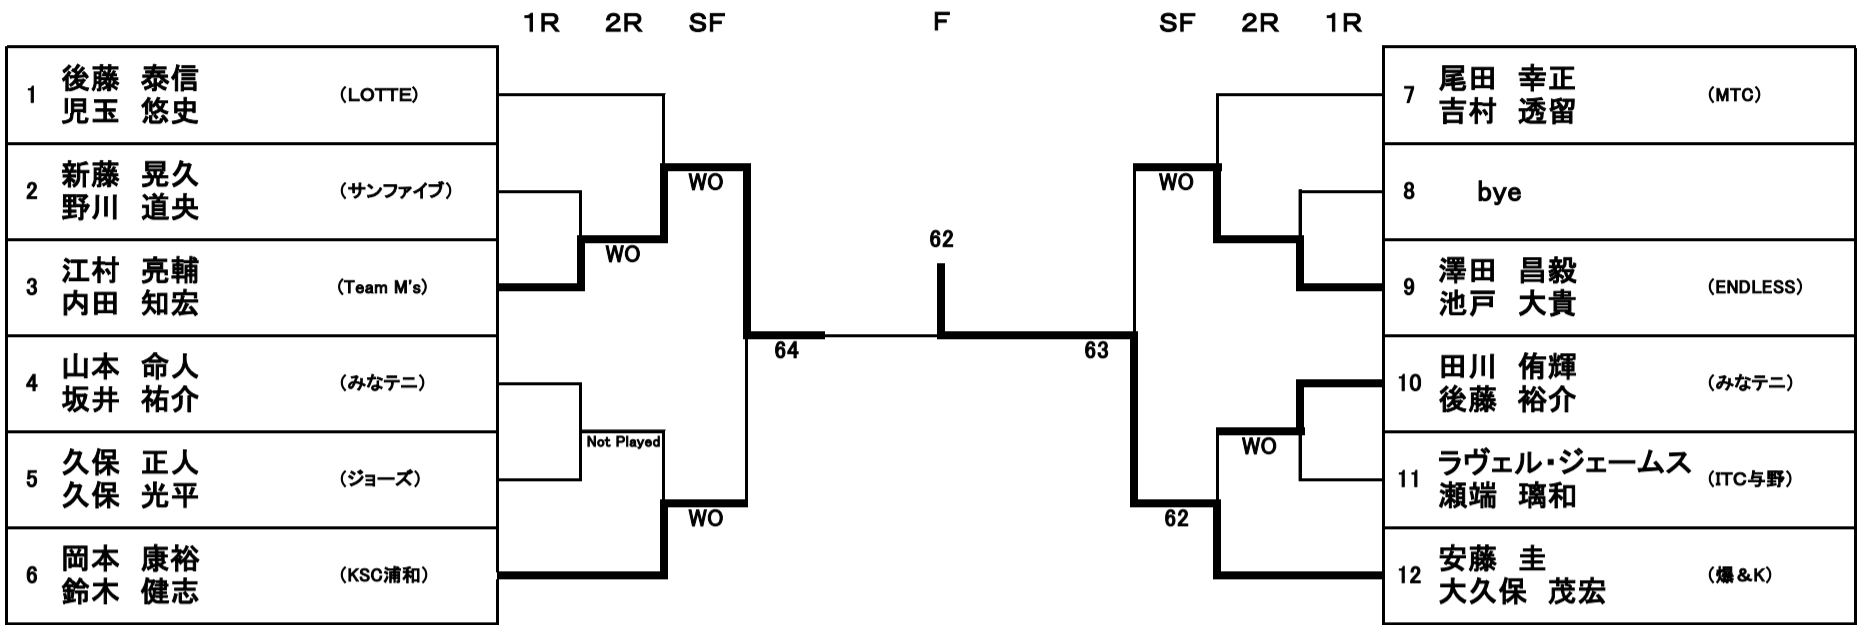 1R 2R SF F SF 2R 1R
1 後藤 泰信 (LOTTE)
児玉 悠史
2 新藤 晃久 (サンファイブ)
野川 道央
3 江村 亮輔 (Team M's)
内田 知宏
4 山本 命人 (みなテニ)
坂井 祐介
5 久保 正人 (ジョーズ)
久保 光平
6 岡本 康裕 (KSC浦和)
鈴木 健志
WO
WO
64
Not Played
WO
62
63
WO
WO
62
7 尾田 幸正 (MTC)
吉村 透留
8 bye
9 澤田 昌毅 (ENDLESS)
池戸 大貴
10 田川 侑輝 (みなテニ)
後藤 裕介
11 ラヴェル・ジェームス (ITC与野)
瀬端 璃和
12 安藤 圭 (爆&K)
大久保 茂宏